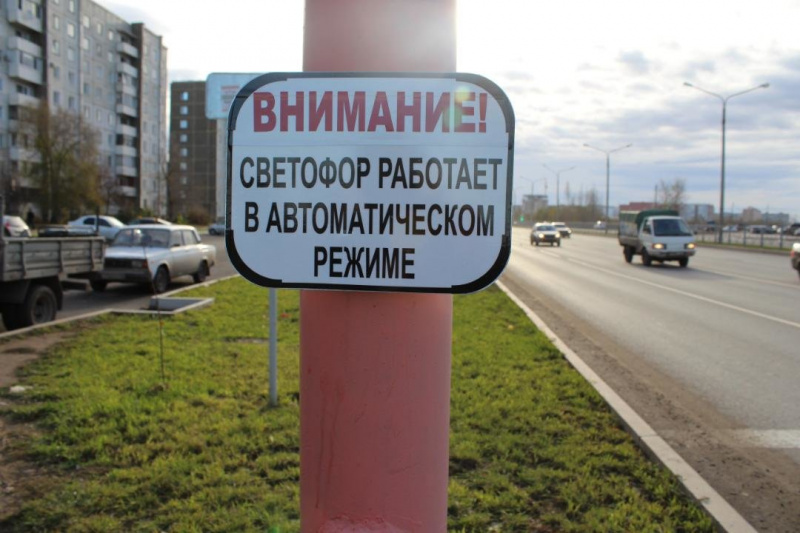 ВНИМАНИЕ!
СВЕТОФОР РАБОТАЕТ
В АВТОМАТИЧЕСКОМ
РЕЖИМЕ